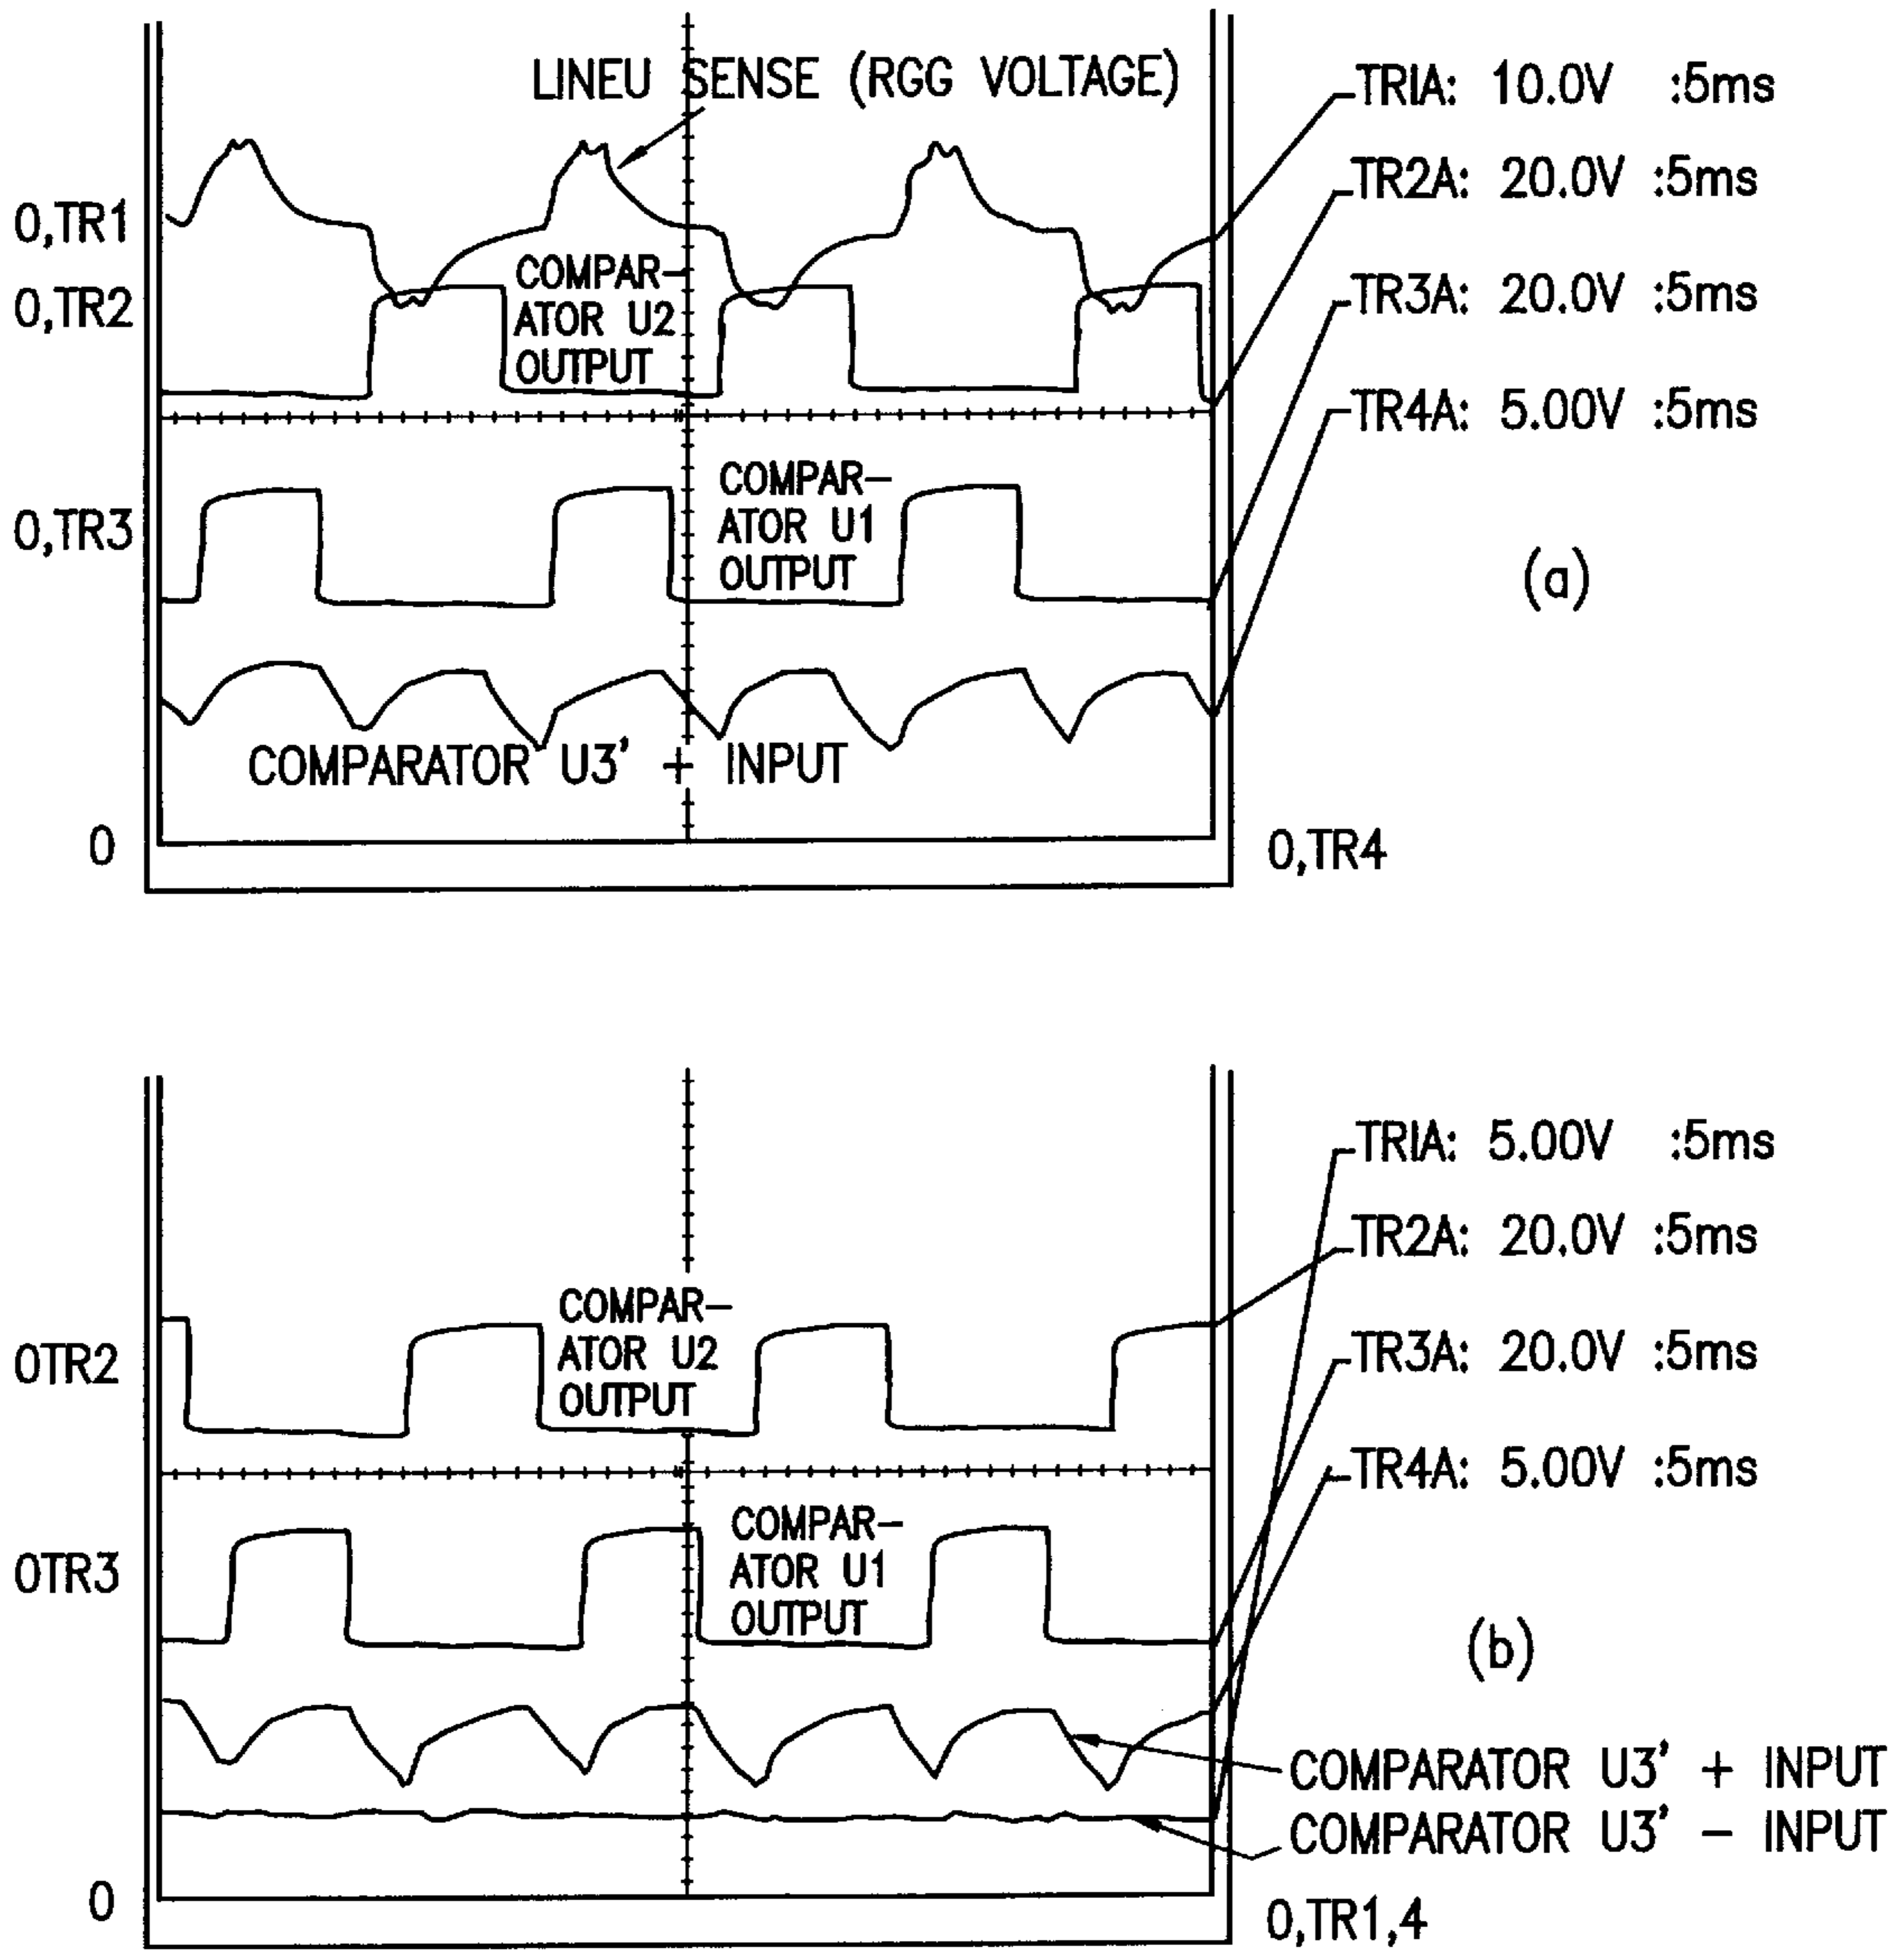 LINEU SENSE (RGG VOLTAGE)
TRIA: 10.0V :5ms
TR2A: 20.0V :5ms
TR3A: 20.0V :5ms
TR4A: 5.00V :5ms
0,TR1
0,TR2
COMPAR-
ATOR U2
OUTPUT
0,TR3
COMPAR-
ATOR U1
OUTPUT
(a)
COMPARATOR U3' + INPUT
0
0,TR4
TRIA: 5.00V :5ms
TR2A: 20.0V :5ms
TR3A: 20.0V :5ms
TR4A: 5.00V :5ms
0TR2
COMPAR-
ATOR U2
OUTPUT
0TR3
COMPAR-
ATOR U1
OUTPUT
(b)
COMPARATOR U3' + INPUT
COMPARATOR U3' - INPUT
0
0,TR1,4